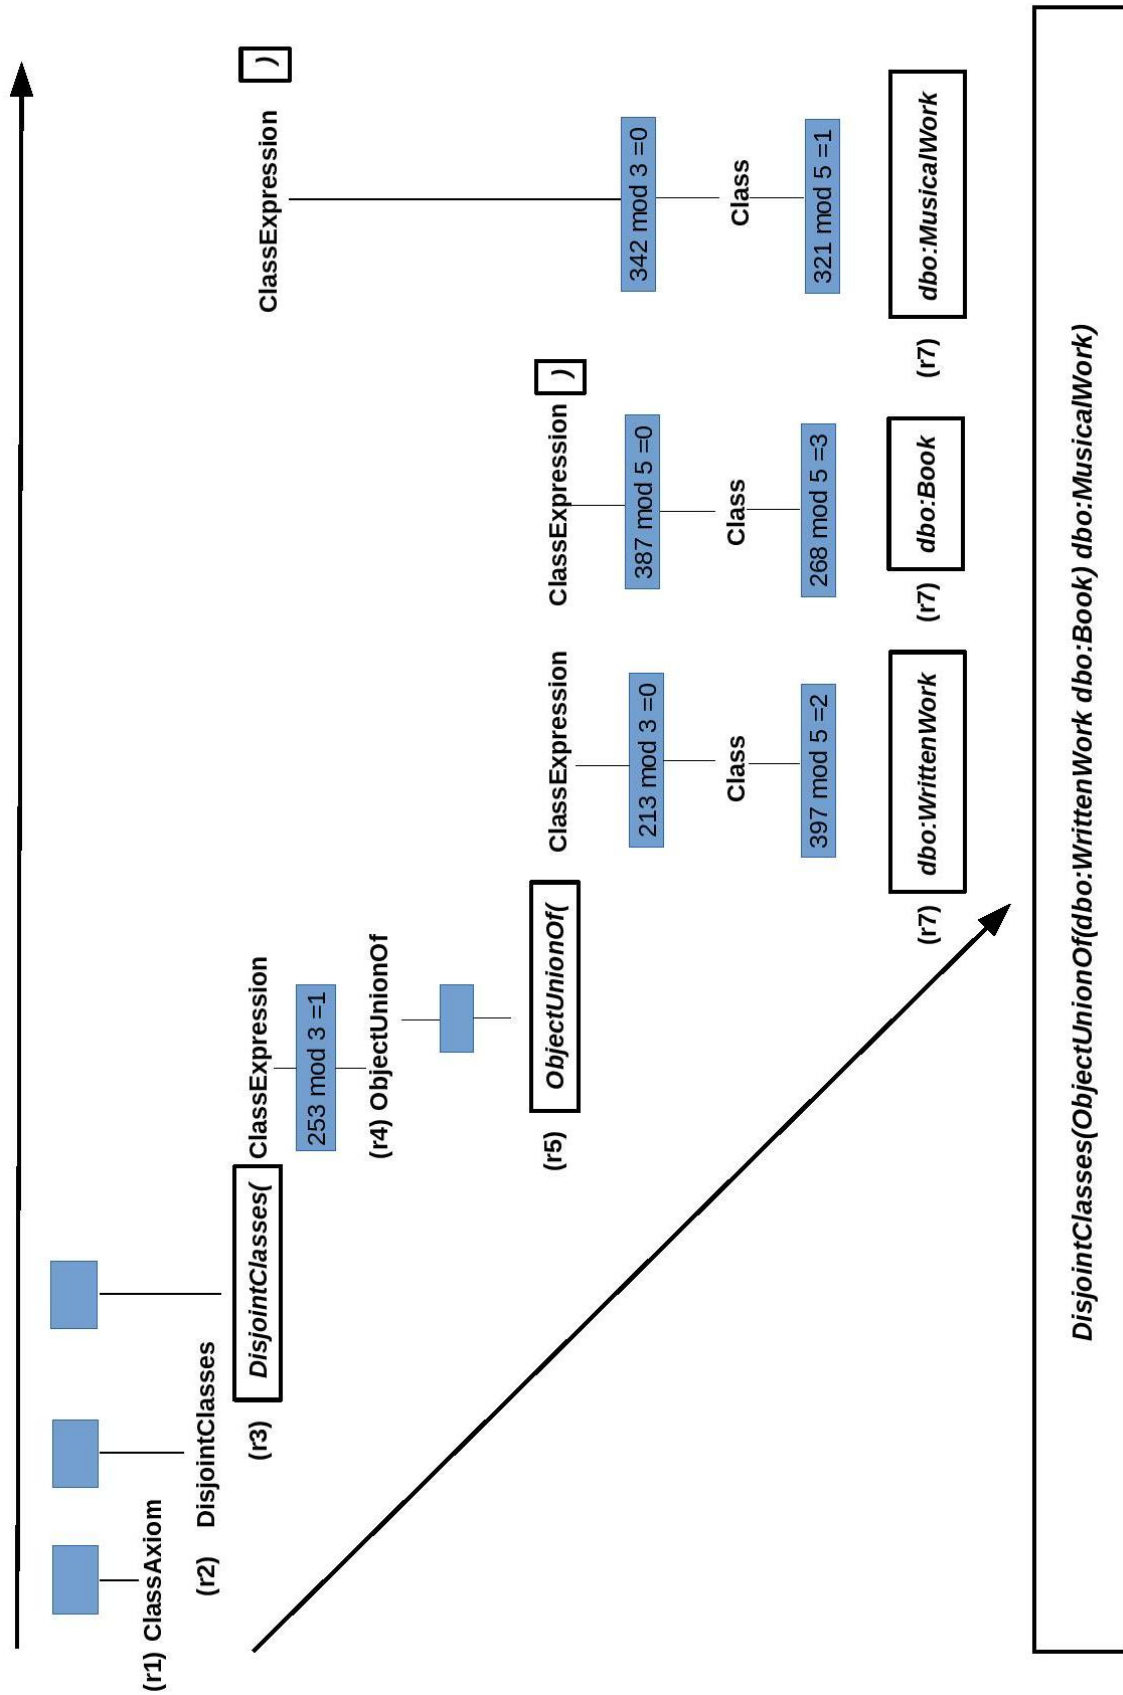 (r1) ClassAxiom
(r2) DisjointClasses
(r3) DisjointClasses( ClassExpression ClassExpression )
253 mod 3 =1
(r4) ObjectUnionOf
(r5) ObjectUnionOf( ClassExpression ClassExpression )
213 mod 3 =0 387 mod 5 =0 342 mod 3 =0
Class Class Class
397 mod 5 =2 268 mod 5 =3 321 mod 5 =1
(r7) dbo:WrittenWork (r7) dbo:Book (r7) dbo:MusicalWork
DisjointClasses(ObjectUnionOf(dbo:WrittenWork dbo:Book) dbo:MusicalWork)